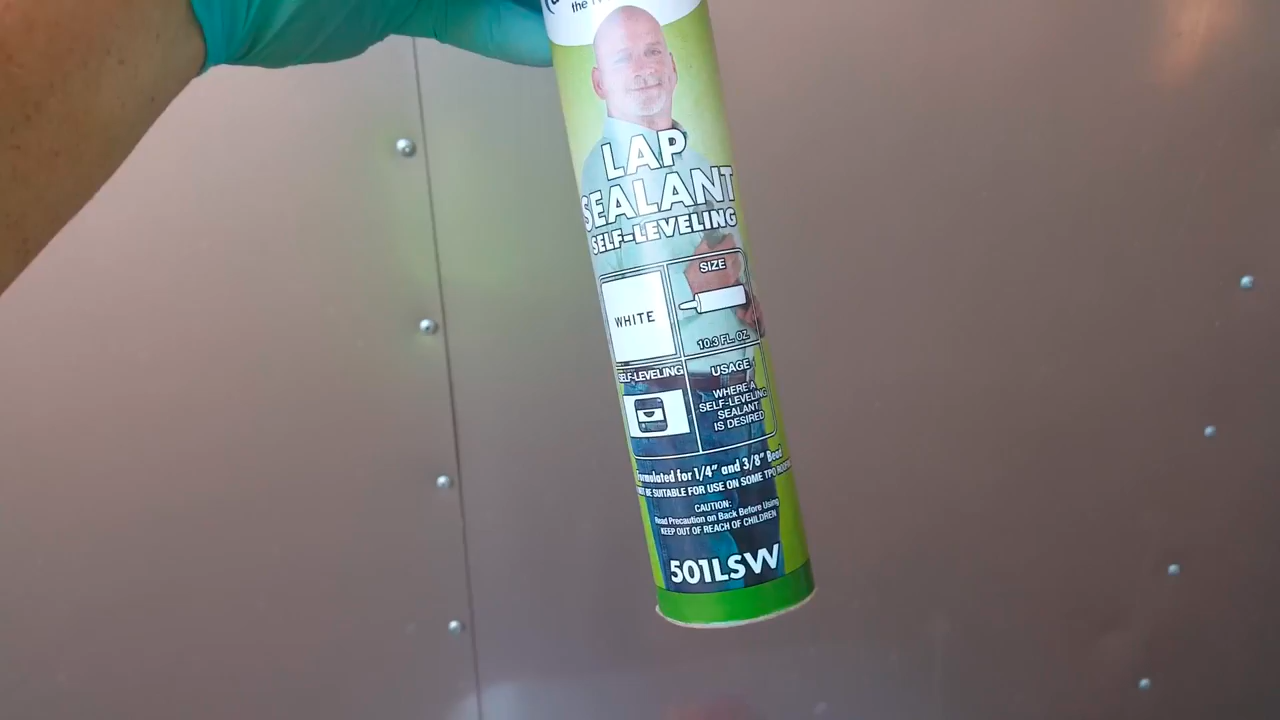 the
LAP
SEALANT
SELF-LEVELING
WHITE
SIZE
10.3 FL. OZ.
SELF-LEVELING
USAGE
WHERE A
SELF-LEVELING
SEALANT
IS DESIRED
Formulated for 1/4" and 3/8" Bead
NOT BE SUITABLE FOR USE ON SOME TPO
CAUTION:
Read Precaution on Back Before Using
KEEP OUT OF REACH OF CHILDREN
501LSW